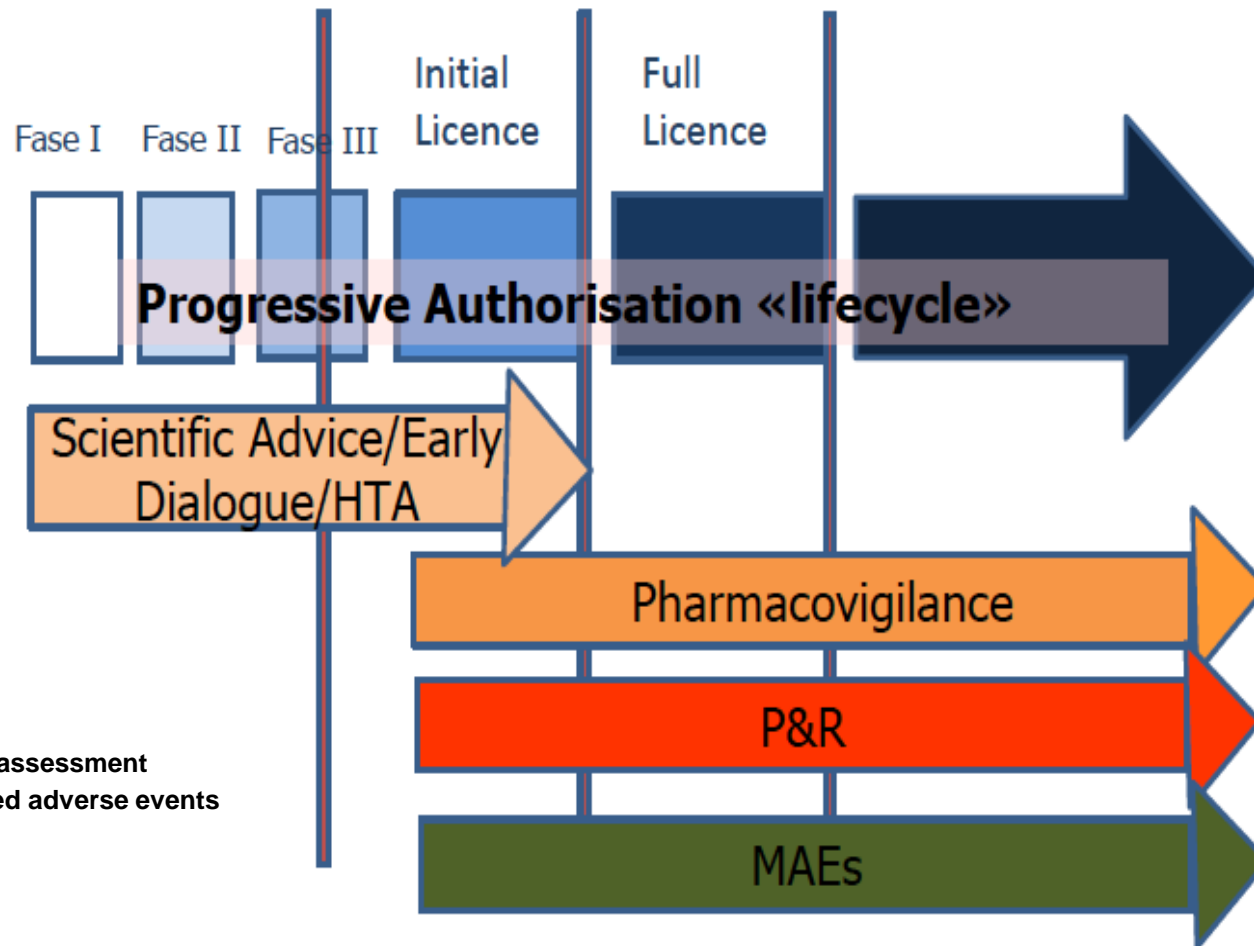 Initial
Licence
Full
Licence
Fase I
Fase II
Fase III
Progressive Authorisation «lifecycle»
Scientific Advice/Early
Dialogue/HTA
Pharmacovigilance
P&R
assessment
ed adverse events
MAEs